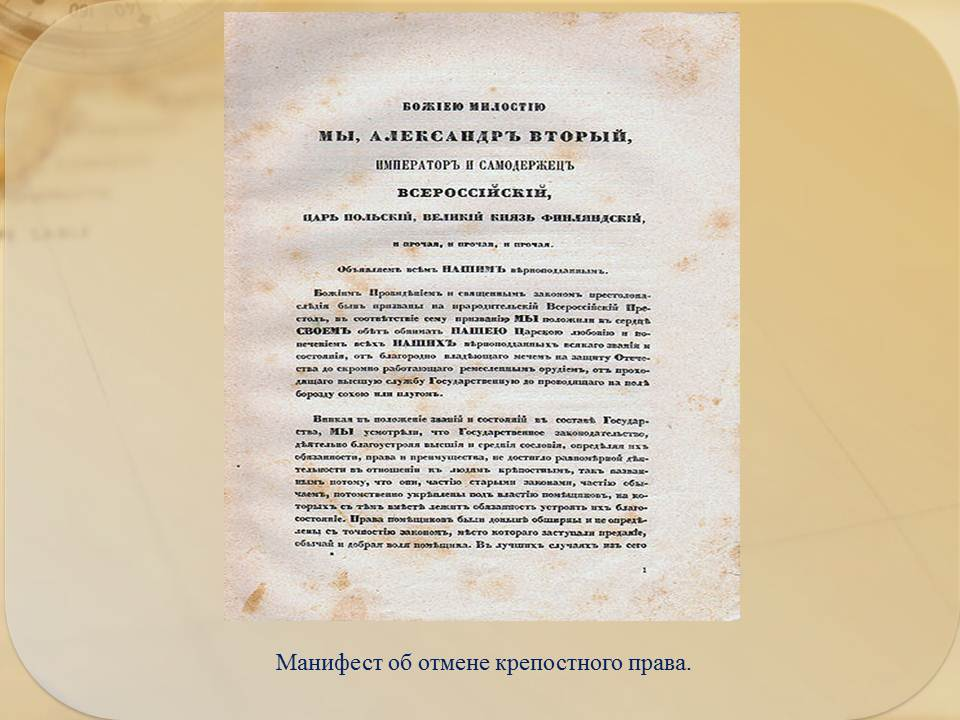 БОЖІЕЮ МИЛОСТІЮ
МЫ, АЛЕКСАНДРЪ ВТОРЫЙ,
ИМПЕРАТОРЪ И САМОДЕРЖЕЦЪ
ВСЕРОССІЙСКІЙ,
ЦАРЬ ПОЛЬСКІЙ, ВЕЛИКІЙ КНЯЗЬ ФИНЛЯНДСКІЙ,
и прочая, и прочая, и прочая.
Объявляемъ всѣмъ НАШИМЪ вѣрноподданнымъ.
Божіимъ Провидѣніемъ и священнымъ закономъ престолона-
слѣдія бывъ призваны на прародительскій Всероссійскій Пре-
столъ, въ соотвѣтствіе сему призванію МЫ положили въ сердцѣ
СВОЕМЪ обѣтъ обнимать НАШЕЮ Царскою любовію и по-
печеніемъ всѣхъ НАШИХЪ вѣрноподданныхъ всякаго званія и
состоянія, отъ благородно владѣющаго мечемъ на защиту Отече-
ства до скромно работающаго ремесленнымъ орудіемъ, отъ прохо-
дящаго высшую службу Государственную до проводящаго на полѣ
борозду сохою или плугомъ.
Вникая въ положеніе званій и состояній въ составѣ Государ-
ства, МЫ усмотрѣли, что Государственное законодательство,
дѣятельно благоустрояя высшія и среднія сословія, опредѣляя ихъ
обязанности, права и преимущества, не достигло равномѣрной дѣя-
тельности въ отношеніи къ людямъ крѣпостнымъ, такъ назван-
нымъ потому, что они, частію старыми законами, частію обы-
чаемъ, потомственно укрѣплены подъ властію помѣщиковъ, на ко-
торыхъ съ тѣмъ вмѣстѣ лежитъ обязанность устроять ихъ благо-
состояніе. Права помѣщиковъ были донынѣ обширны и не опредѣ-
лены съ точностію закономъ, мѣсто котораго заступали преданіе,
обычай и добрая воля помѣщика. Въ лучшихъ случаяхъ изъ сего
1
Манифест об отмене крепостного права.